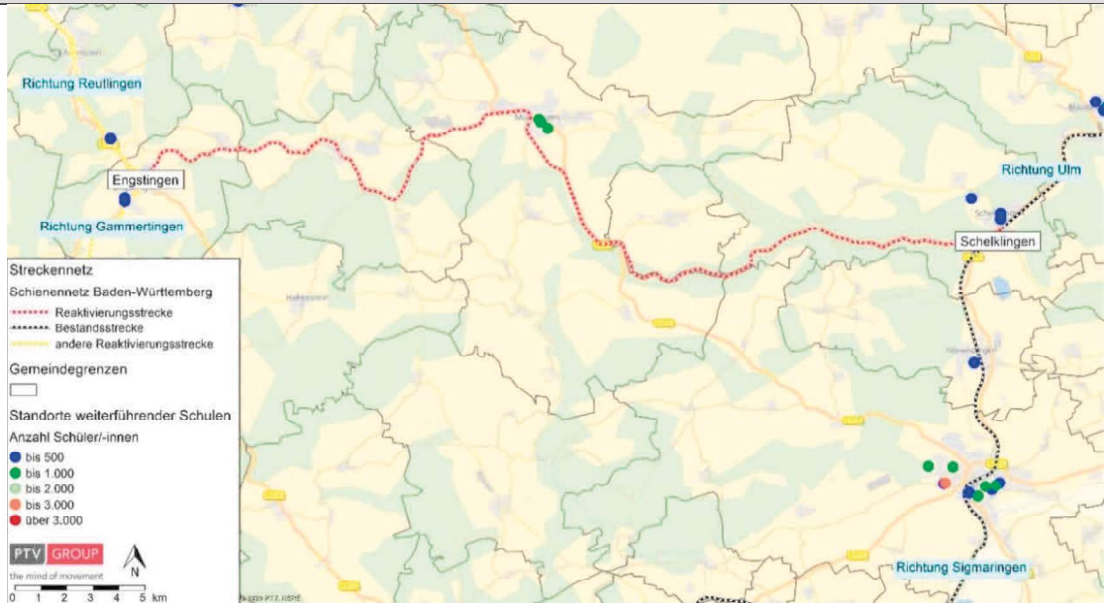 Richtung Reutlingen
Engstingen
Richtung Gammertingen
Richtung Ulm
Schelklingen
Richtung Sigmaringen
Streckennetz
Schienennetz Baden-Württemberg
Reaktivierungsstrecke
Bestandsstrecke
andere Reaktivierungsstrecke
Gemeindegrenzen
Standorte weiterführender Schulen
Anzahl Schüler/-innen
bis 500
bis 1.000
bis 2.000
bis 3.000
über 3.000
PTV GROUP
the mind of movement
N
0 1 2 3 4 5 km